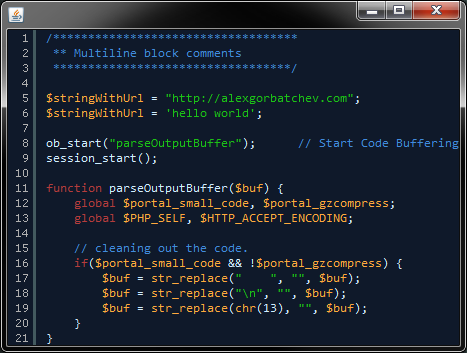 1 /*********************************
2  ** Multiline block comments
3  ********************************/
4
5 $stringWithUrl = "http://alexgorbatchev.com";
6 $stringWithUrl = 'hello world';
7
8 ob_start("parseOutputBuffer");      // Start Code Buffering
9 session_start();
10
11 function parseOutputBuffer($buf) {
12     global $portal_small_code, $portal_gzcompress;
13     global $PHP_SELF, $HTTP_ACCEPT_ENCODING;
14
15     // cleaning out the code.
16     if($portal_small_code && !$portal_gzcompress) {
17         $buf = str_replace("    ", "", $buf);
18         $buf = str_replace("\n", "", $buf);
19         $buf = str_replace(chr(13), "", $buf);
20     }
21 }